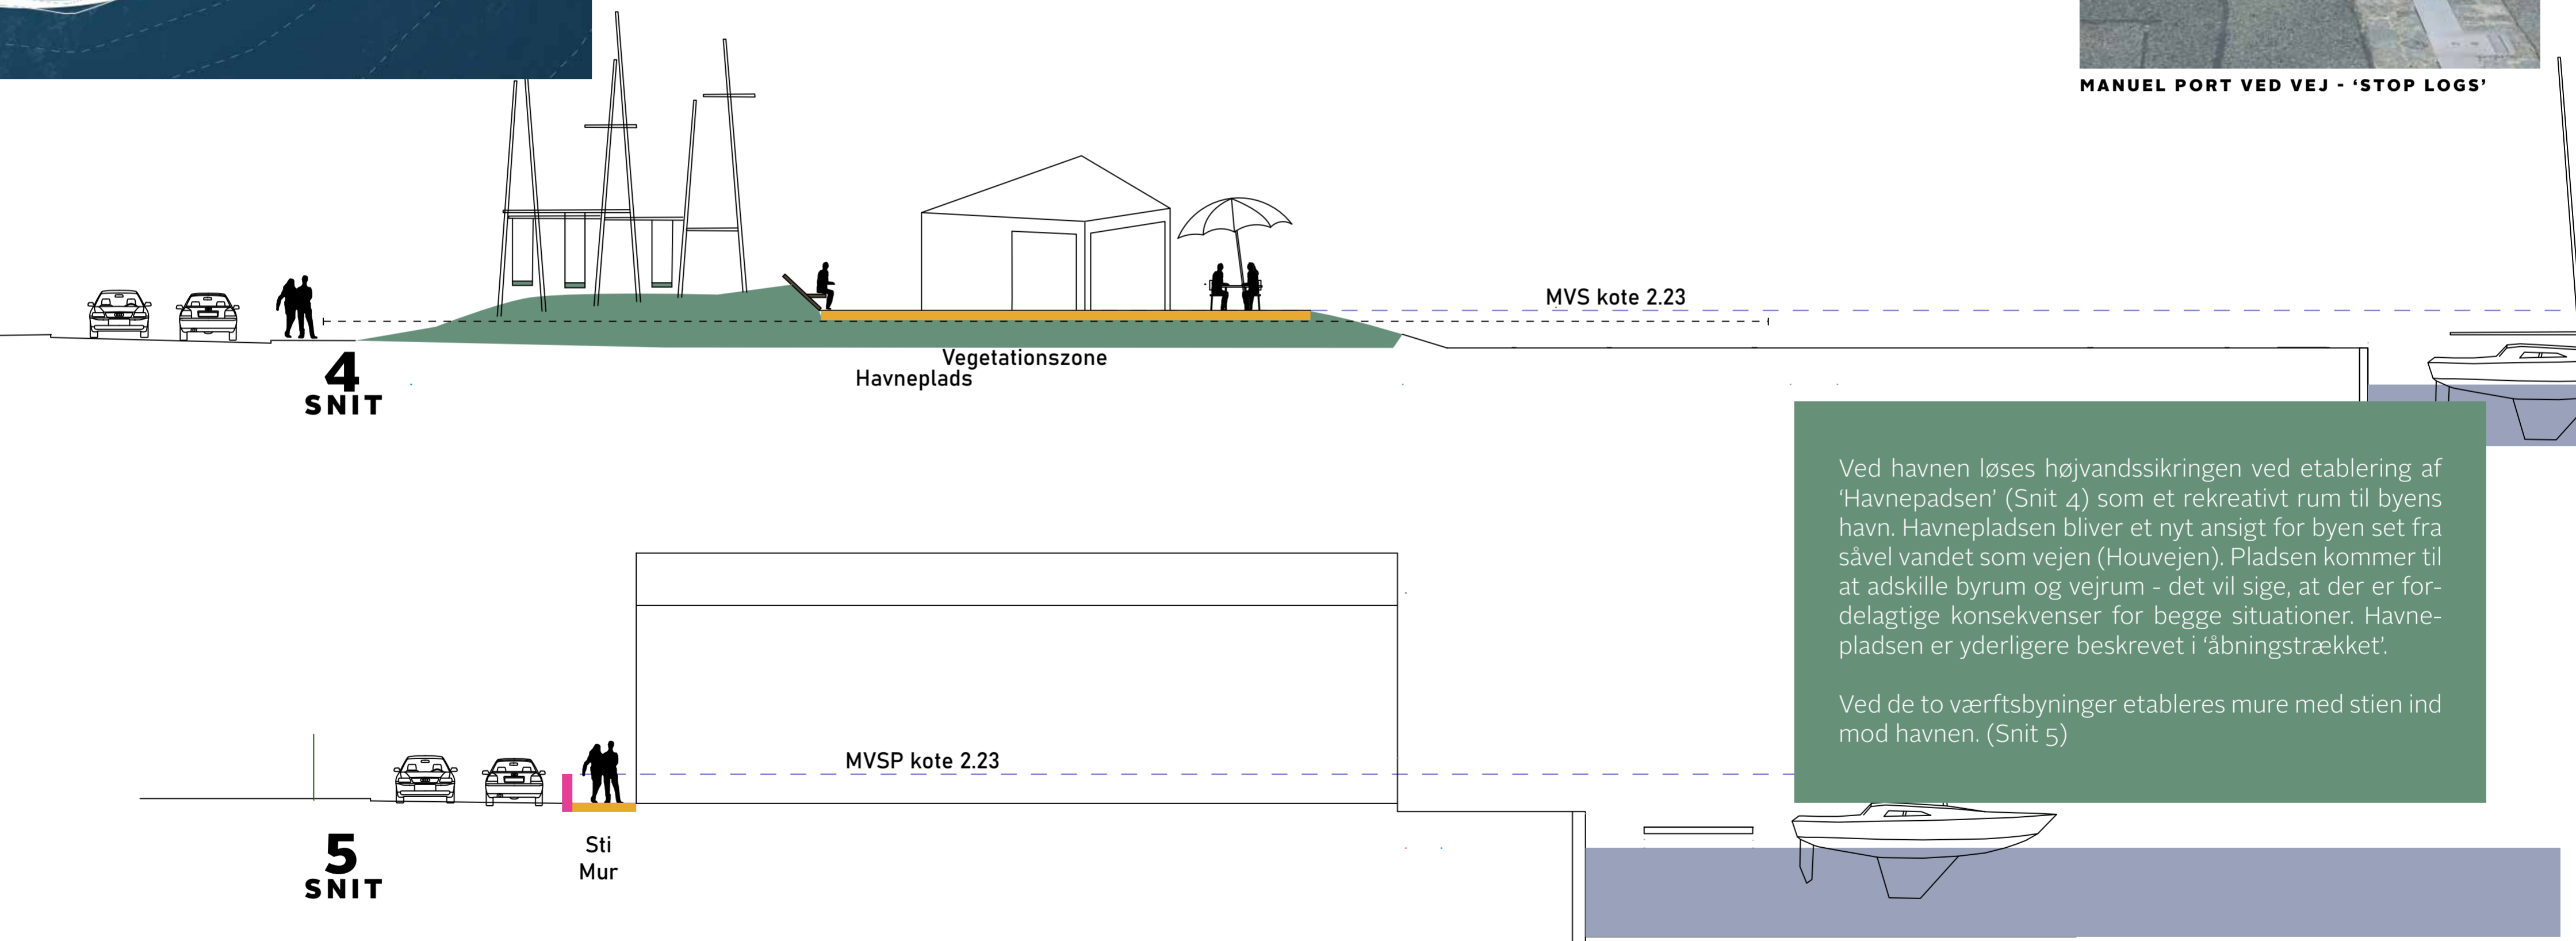 MANUEL PORT VED VEJ - ‘STOP LOGS’
MVS kote 2.23
Vegetationszone
Havneplads
4
SNIT
Ved havnen løses højvandssikringen ved etablering af
‘Havnepadsen’ (Snit 4) som et rekreativt rum til byens
havn. Havnepladsen bliver et nyt ansigt for byen set fra
såvel vandet som vejen (Houvejen). Pladsen kommer til
at adskille byrum og vejrum - det vil sige, at der er for-
delagtige konsekvenser for begge situationer. Havne-
pladsen er yderligere beskrevet i ‘åbningstrækket’.
Ved de to værftsbyninger etableres mure med stien ind
mod havnen. (Snit 5)
MVSP kote 2.23
5
SNIT
Sti
Mur